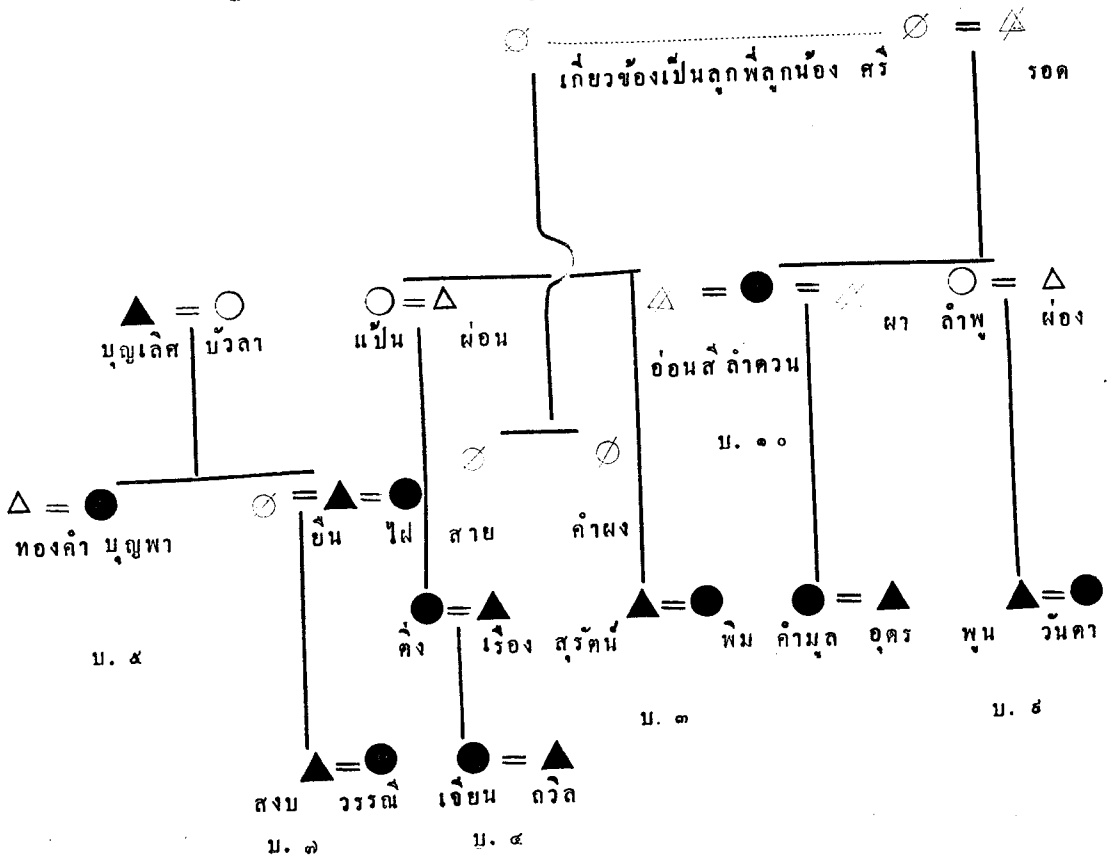 เกี่ยวข้องเป็นลูกพี่ลูกน้อง ศรี รอด
บุญเลิศ บัวลา แป้น ผ่อน ผา ลำพู ผ่อง
อ่อนสี ลำดวน
บ. ๑๐
ทองคำ บุญพา ยืน ไฝ สาย คำผง
ติ่ง เรือง สุรัตน์ พิม คำมูล อุดร พูน วันดา
บ. ๕ บ. ๓ บ. ๙
สงบ วรรณี เจียน ถวิล
บ. ๗ บ. ๔